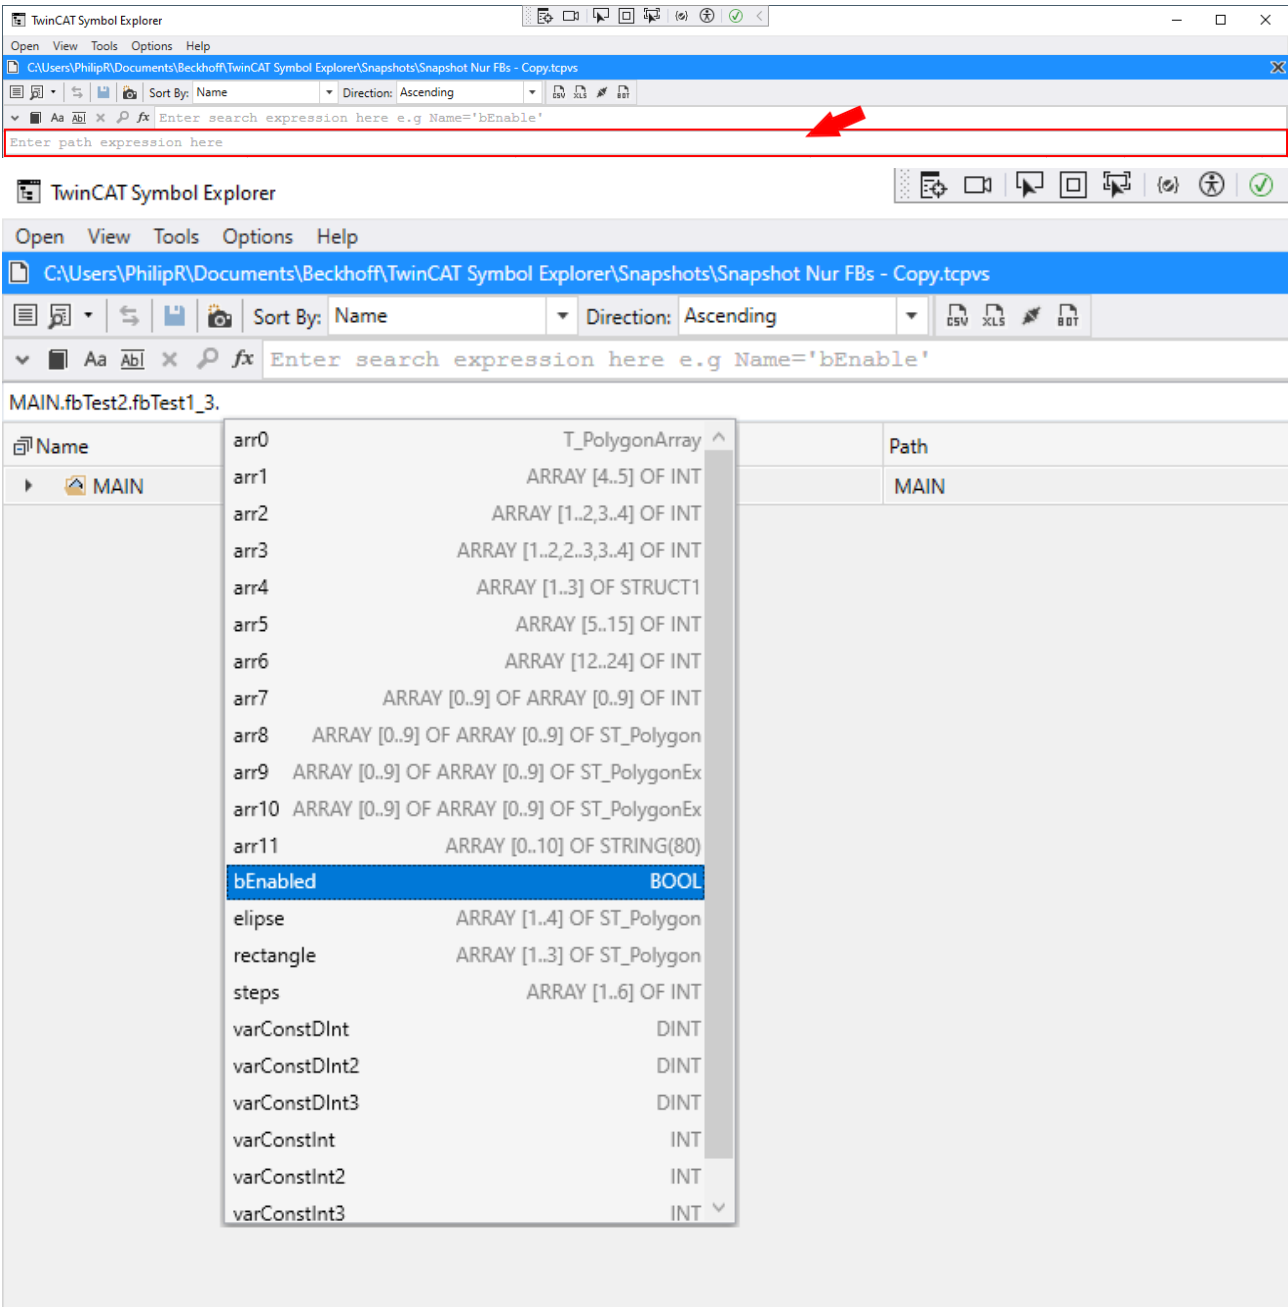 TwinCAT Symbol Explorer
Open View Tools Options Help
C:\Users\PhilipR\Documents\Beckhoff\TwinCAT Symbol Explorer\Snapshots\Snapshot Nur FBs - Copy.tcpvs
Sort By: Name Direction: Ascending CSV XLS BOT
Aa Abl fx Enter search expression here e.g Name='bEnable'
Enter path expression here
TwinCAT Symbol Explorer
Open View Tools Options Help
C:\Users\PhilipR\Documents\Beckhoff\TwinCAT Symbol Explorer\Snapshots\Snapshot Nur FBs - Copy.tcpvs
Sort By: Name Direction: Ascending CSV XLS BOT
Aa Abl fx Enter search expression here e.g Name='bEnable'
MAIN.fbTest2.fbTest1_3.
Name Path
MAIN MAIN
arr0 T_PolygonArray
arr1 ARRAY [4..5] OF INT
arr2 ARRAY [1..2,3..4] OF INT
arr3 ARRAY [1..2,2..3,3..4] OF INT
arr4 ARRAY [1..3] OF STRUCT1
arr5 ARRAY [5..15] OF INT
arr6 ARRAY [12..24] OF INT
arr7 ARRAY [0..9] OF ARRAY [0..9] OF INT
arr8 ARRAY [0..9] OF ARRAY [0..9] OF ST_Polygon
arr9 ARRAY [0..9] OF ARRAY [0..9] OF ST_PolygonEx
arr10 ARRAY [0..9] OF ARRAY [0..9] OF ST_PolygonEx
arr11 ARRAY [0..10] OF STRING(80)
bEnabled BOOL
elipse ARRAY [1..4] OF ST_Polygon
rectangle ARRAY [1..3] OF ST_Polygon
steps ARRAY [1..6] OF INT
varConstDInt DINT
varConstDInt2 DINT
varConstDInt3 DINT
varConstInt INT
varConstInt2 INT
varConstInt3 INT